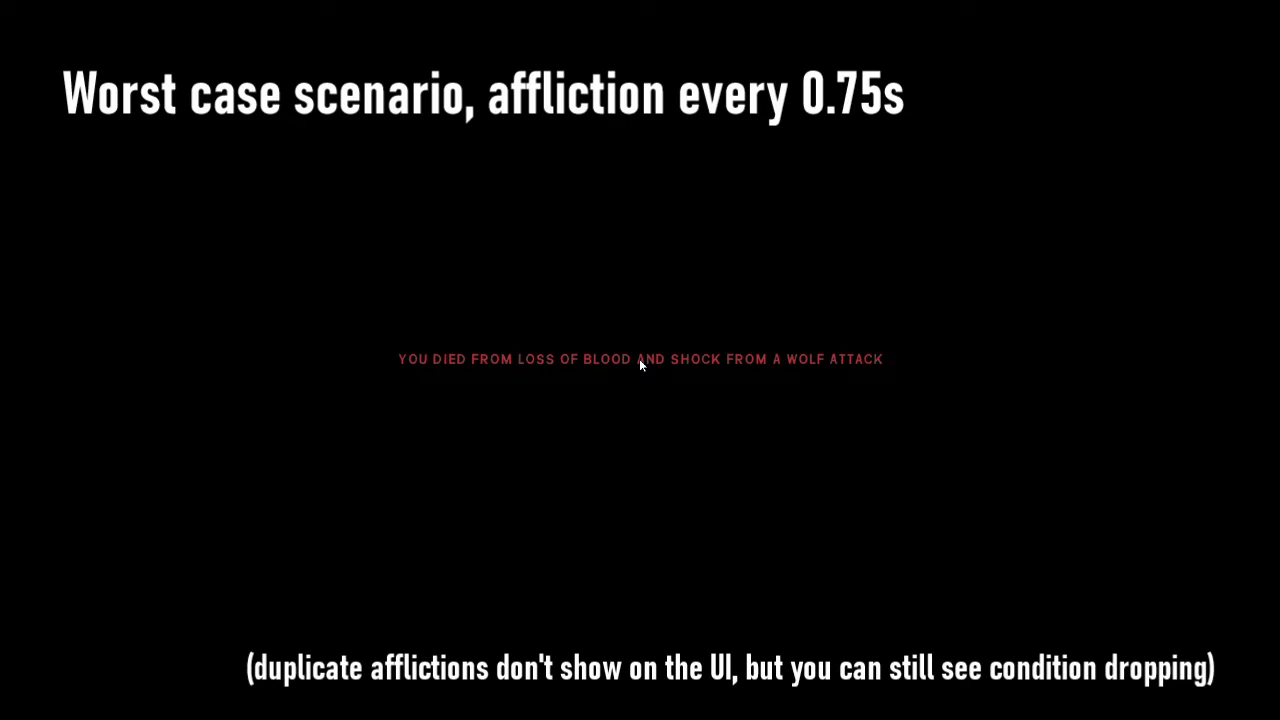 Worst case scenario, affliction every 0.75s
YOU DIED FROM LOSS OF BLOOD AND SHOCK FROM A WOLF ATTACK
(duplicate afflictions don't show on the UI, but you can still see condition dropping)